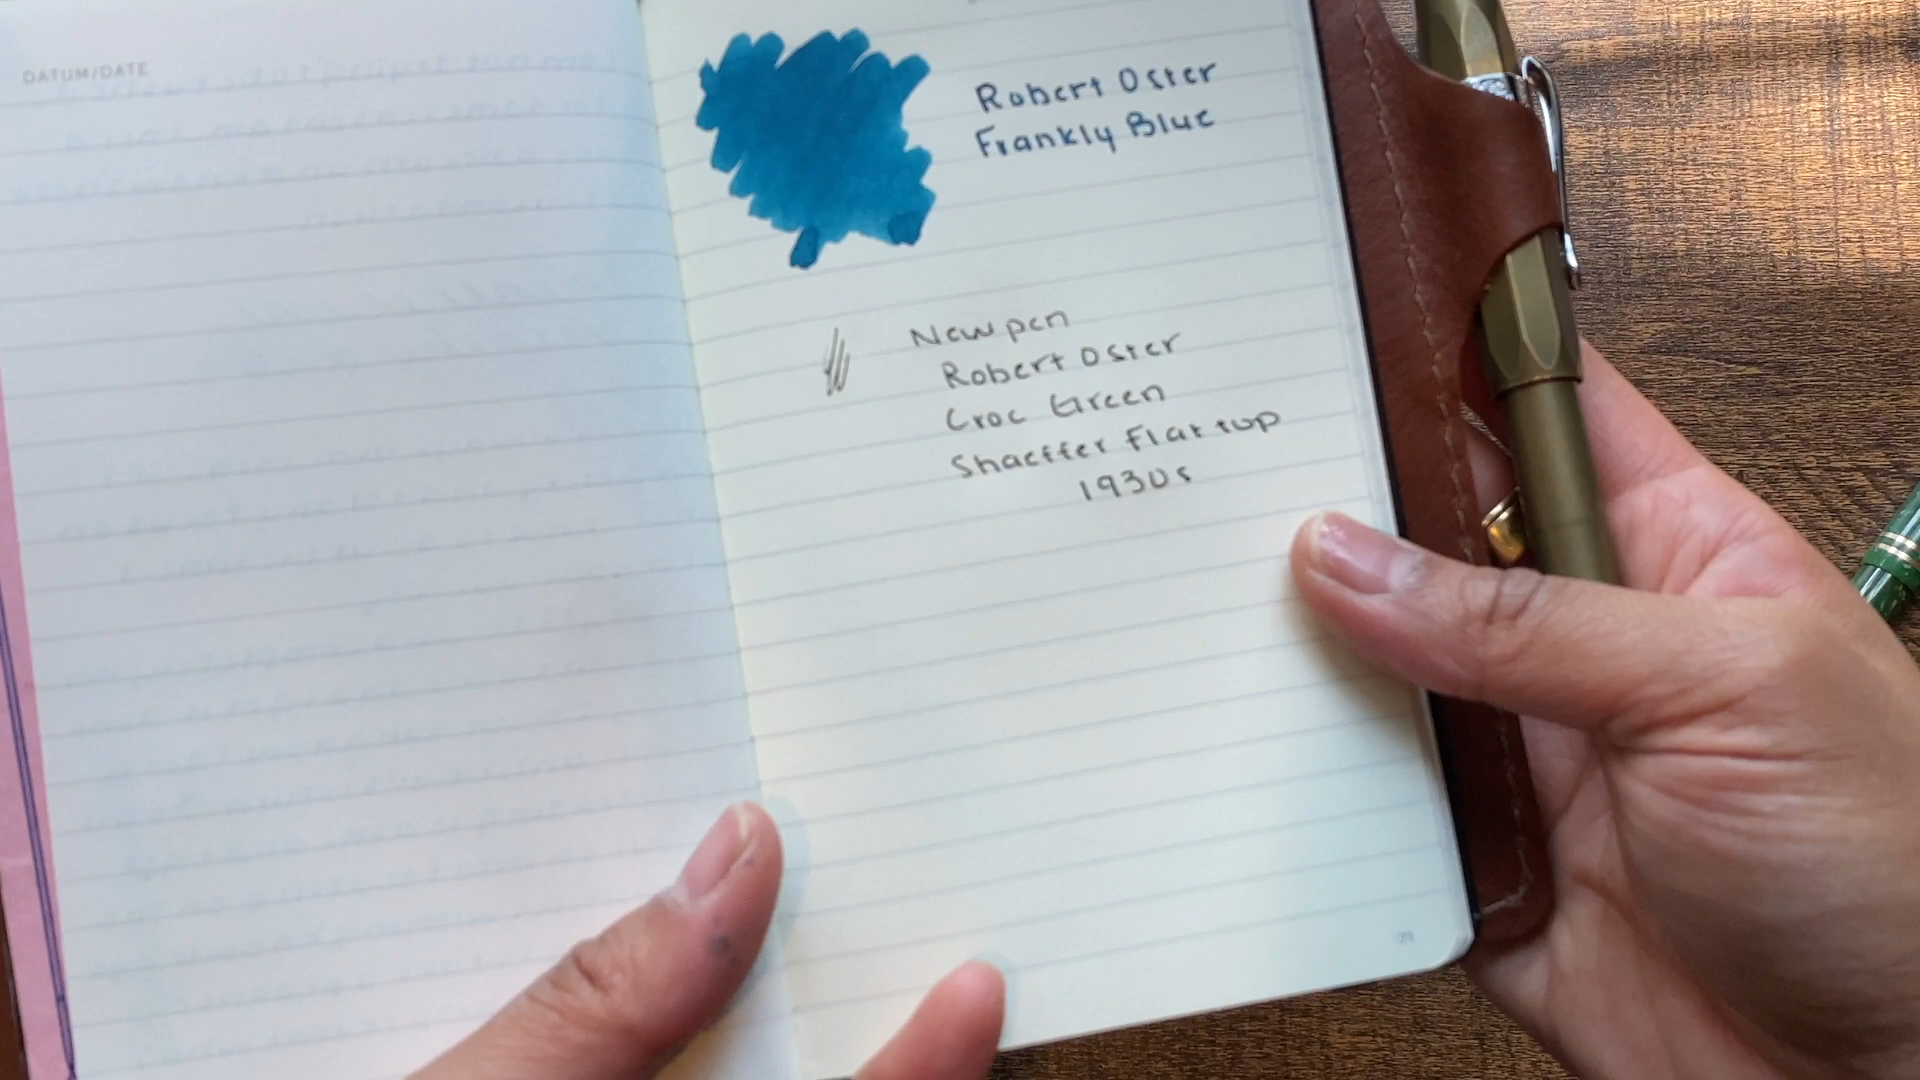 DATUM/DATE
Robert Oster
Frankly Blue
New pen
Robert Oster
Croc Green
Shaeffer Flat top
1930s